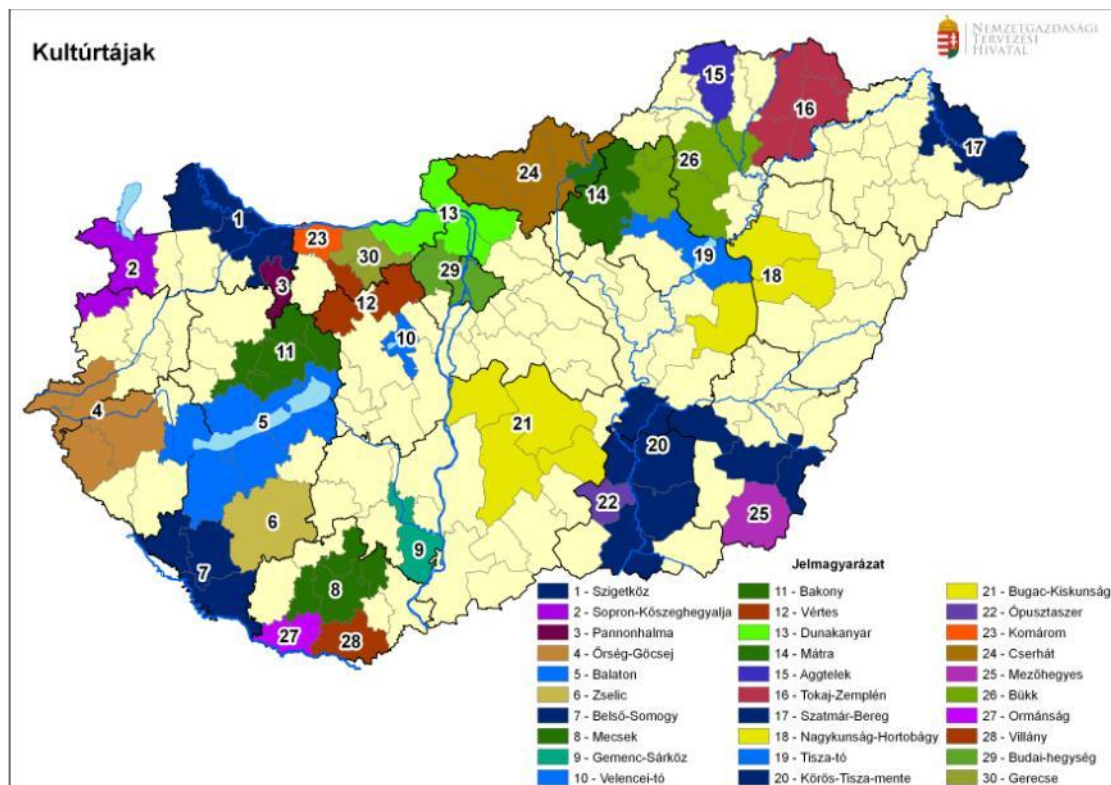 Kultúrtájak
NEMZETGAZDASÁGI
TERVEZÉSI
HIVATAL
15
16
17
24
26
14
13
1
23
30
29
2
3
12
19
18
10
11
4
5
21
20
6
22
25
7
9
8
27
28
Jelmagyarázat
1 - Szigetköz
2 - Sopron-Kőszeghegyalja
3 - Pannonhalma
4 - Őrség-Göcsej
5 - Balaton
6 - Zselic
7 - Belső-Somogy
8 - Mecsek
9 - Gemenc-Sárköz
10 - Velencei-tó
11 - Bakony
12 - Vértes
13 - Dunakanyar
14 - Mátra
15 - Aggtelek
16 - Tokaj-Zemplén
17 - Szatmár-Bereg
18 - Nagykunság-Hortobágy
19 - Tisza-tó
20 - Körös-Tisza-mente
21 - Bugac-Kiskunság
22 - Ópusztaszer
23 - Komárom
24 - Cserhát
25 - Mezőhegyes
26 - Bükk
27 - Ormánság
28 - Villány
29 - Budai-hegység
30 - Gerecse